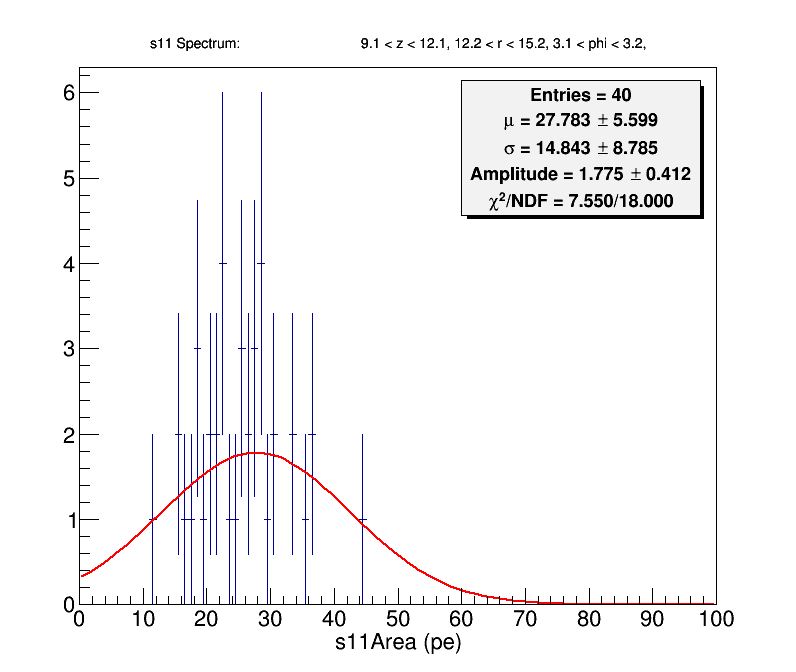 s11 Spectrum: 9.1 < z < 12.1, 12.2 < r < 15.2, 3.1 < phi < 3.2,
Entries = 40
μ = 27.783 ± 5.599
σ = 14.843 ± 8.785
Amplitude = 1.775 ± 0.412
χ²/NDF = 7.550/18.000
6
5
4
3
2
1
0
0 10 20 30 40 50 60 70 80 90 100
s11Area (pe)